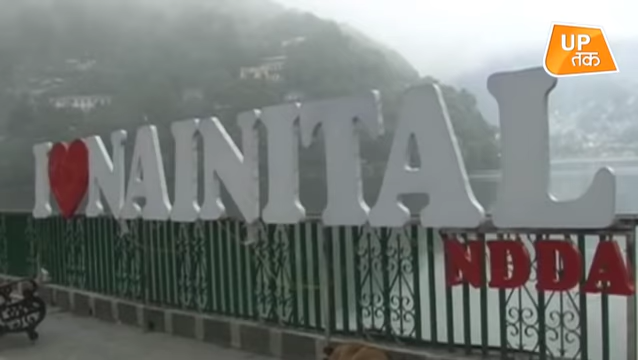 UP
तक
I ❤ NAINITAL
NDDA